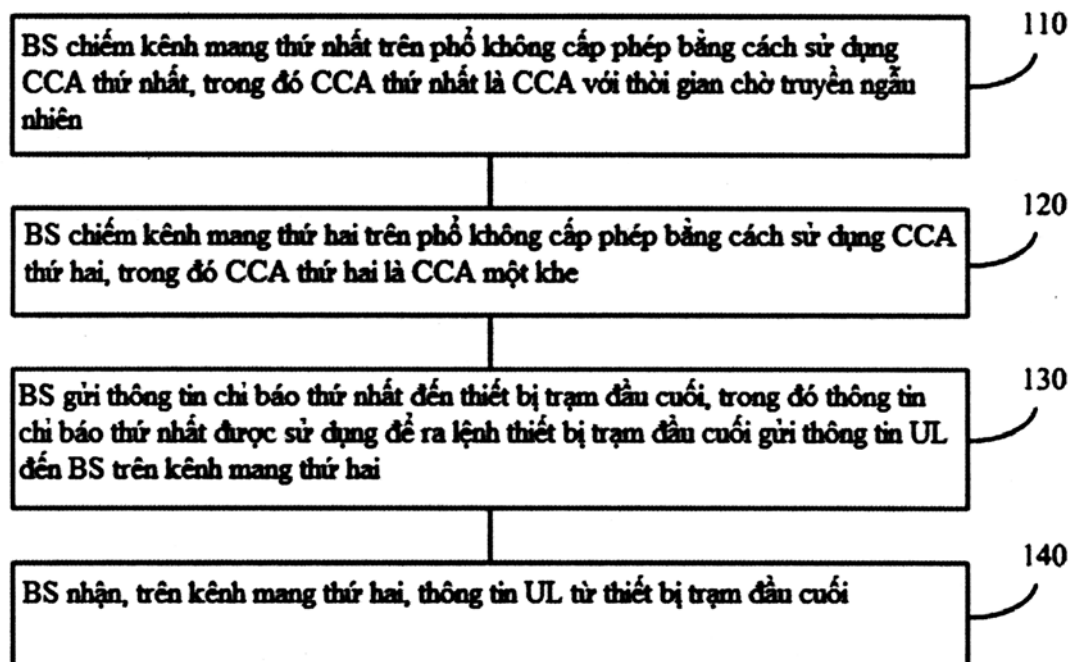 110
BS chiếm kênh mang thứ nhất trên phổ không cấp phép bằng cách sử dụng
CCA thứ nhất, trong đó CCA thứ nhất là CCA với thời gian chờ truyền ngẫu
nhiên
120
BS chiếm kênh mang thứ hai trên phổ không cấp phép bằng cách sử dụng CCA
thứ hai, trong đó CCA thứ hai là CCA một khe
130
BS gửi thông tin chỉ báo thứ nhất đến thiết bị trạm đầu cuối, trong đó thông tin
chỉ báo thứ nhất được sử dụng để ra lệnh thiết bị trạm đầu cuối gửi thông tin UL
đến BS trên kênh mang thứ hai
140
BS nhận, trên kênh mang thứ hai, thông tin UL từ thiết bị trạm đầu cuối